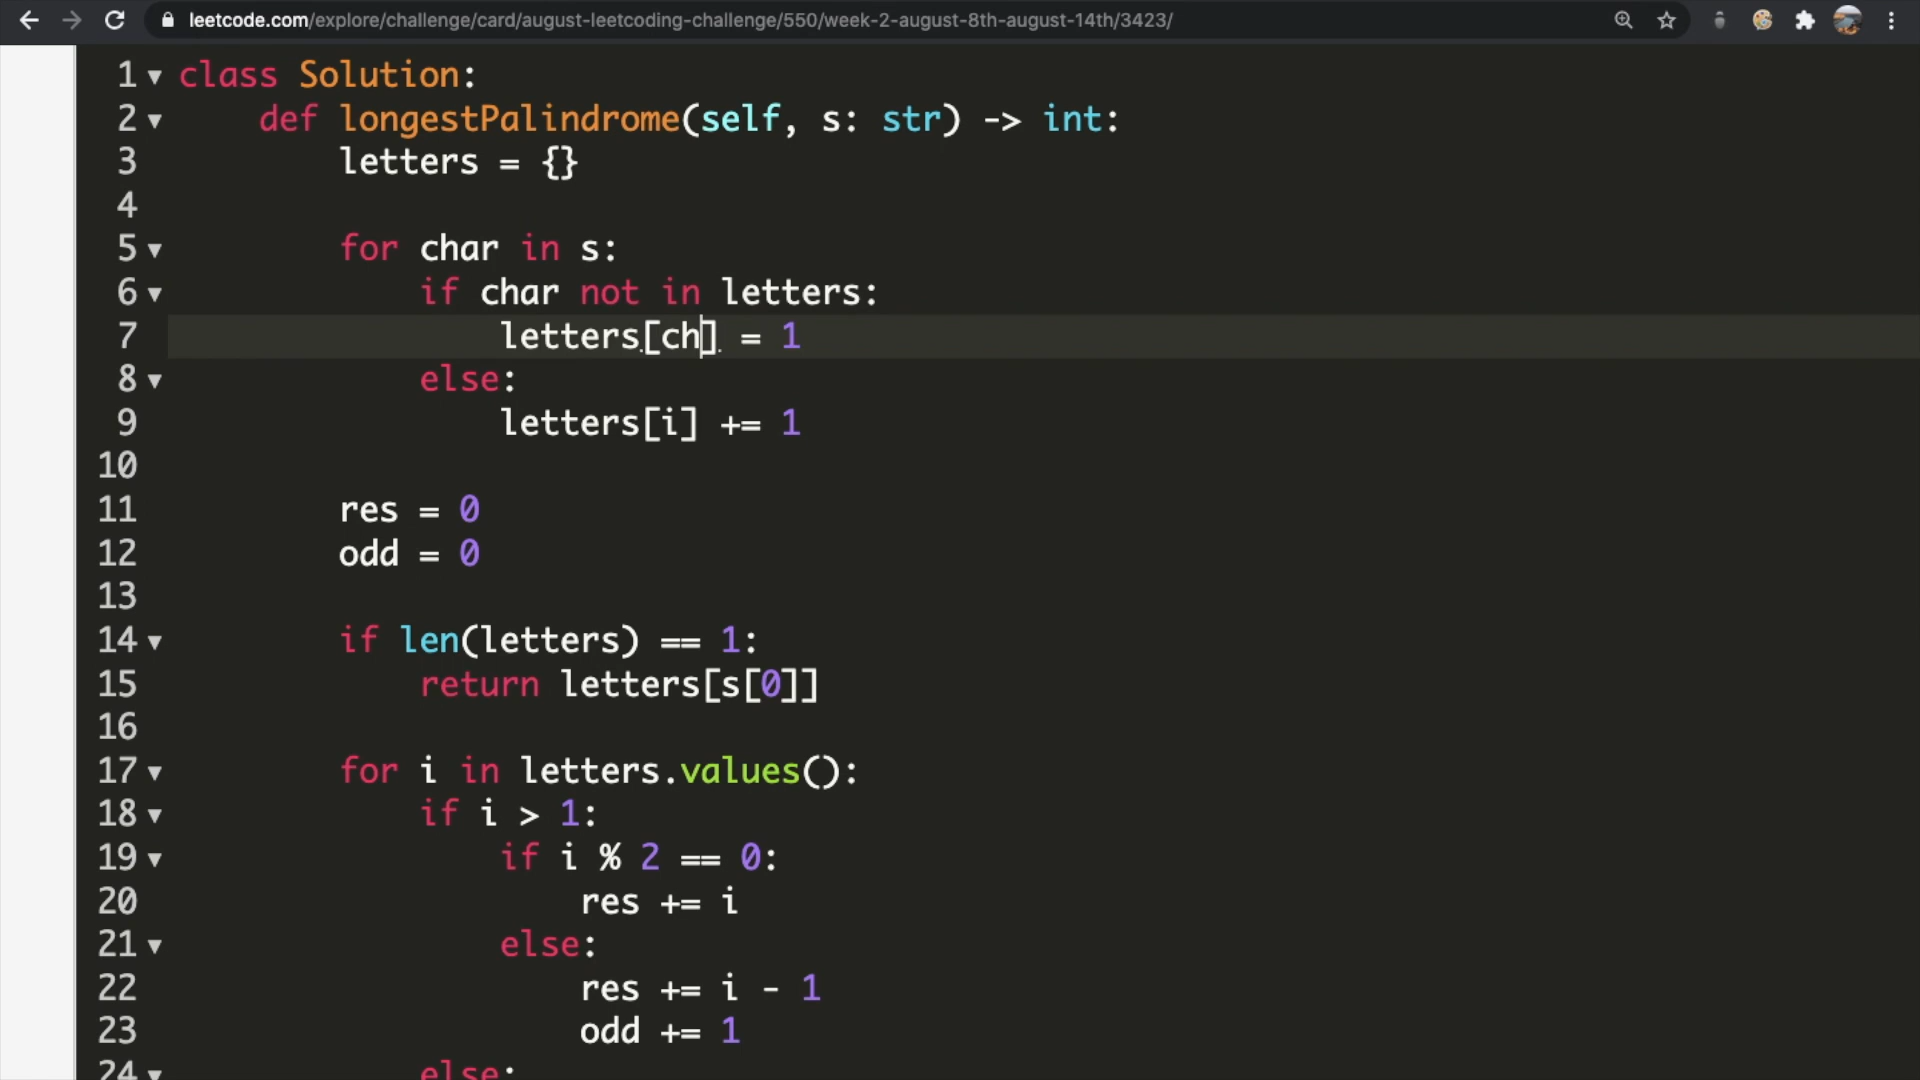 leetcode.com/explore/challenge/card/august-leetcoding-challenge/550/week-2-august-8th-august-14th/3423/
1 class Solution:
2 def longestPalindrome(self, s: str) -> int:
3 letters = {}
4
5 for char in s:
6 if char not in letters:
7 letters[ch] = 1
8 else:
9 letters[i] += 1
10
11 res = 0
12 odd = 0
13
14 if len(letters) == 1:
15 return letters[s[0]]
16
17 for i in letters.values():
18 if i > 1:
19 if i % 2 == 0:
20 res += i
21 else:
22 res += i - 1
23 odd += 1
24 else: